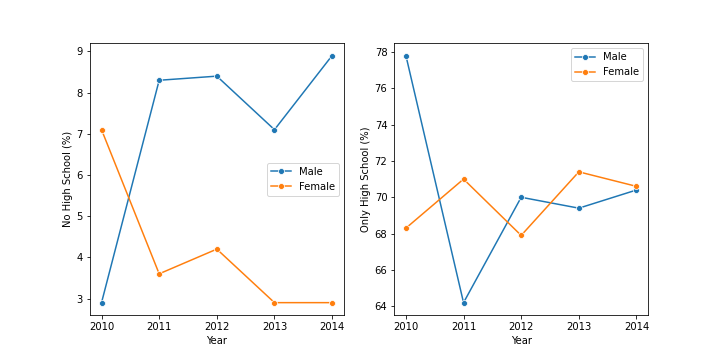 No High School (%)
9
8
7
6
5
4
3
2010 2011 2012 2013 2014
Year
Male
Female
Only High School (%)
78
76
74
72
70
68
66
64
2010 2011 2012 2013 2014
Year
Male
Female